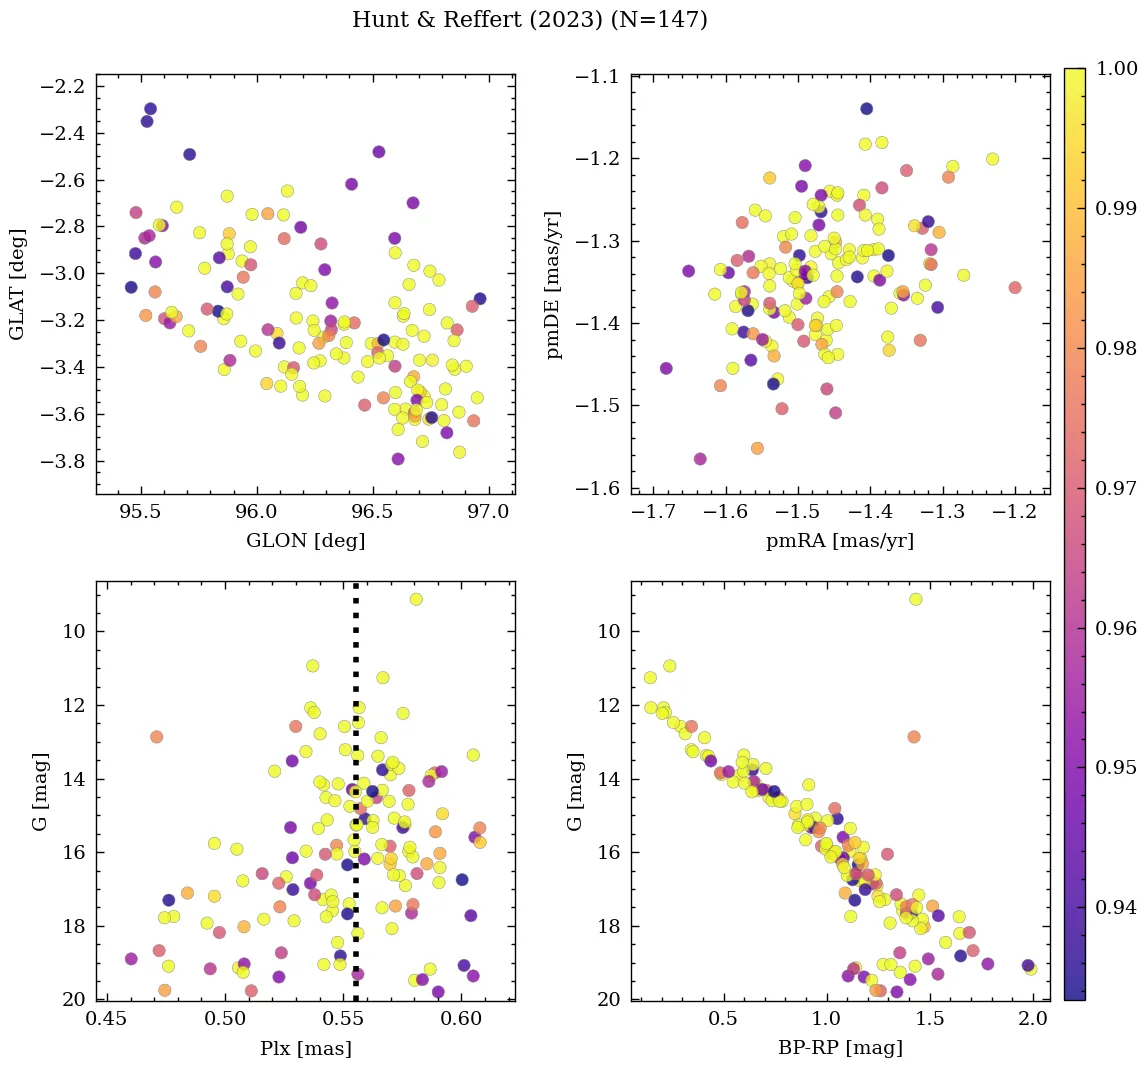 Hunt & Reffert (2023) (N=147)
−2.2
−2.4
−2.6
−2.8
−3.0
−3.2
−3.4
−3.6
−3.8
GLAT [deg]
95.5 96.0 96.5 97.0
GLON [deg]
−1.1
−1.2
−1.3
−1.4
−1.5
−1.6
pmDE [mas/yr]
−1.7 −1.6 −1.5 −1.4 −1.3 −1.2
pmRA [mas/yr]
10
12
14
16
18
20
G [mag]
0.45 0.50 0.55 0.60
Plx [mas]
10
12
14
16
18
20
G [mag]
0.5 1.0 1.5 2.0
BP-RP [mag]
1.00
0.99
0.98
0.97
0.96
0.95
0.94